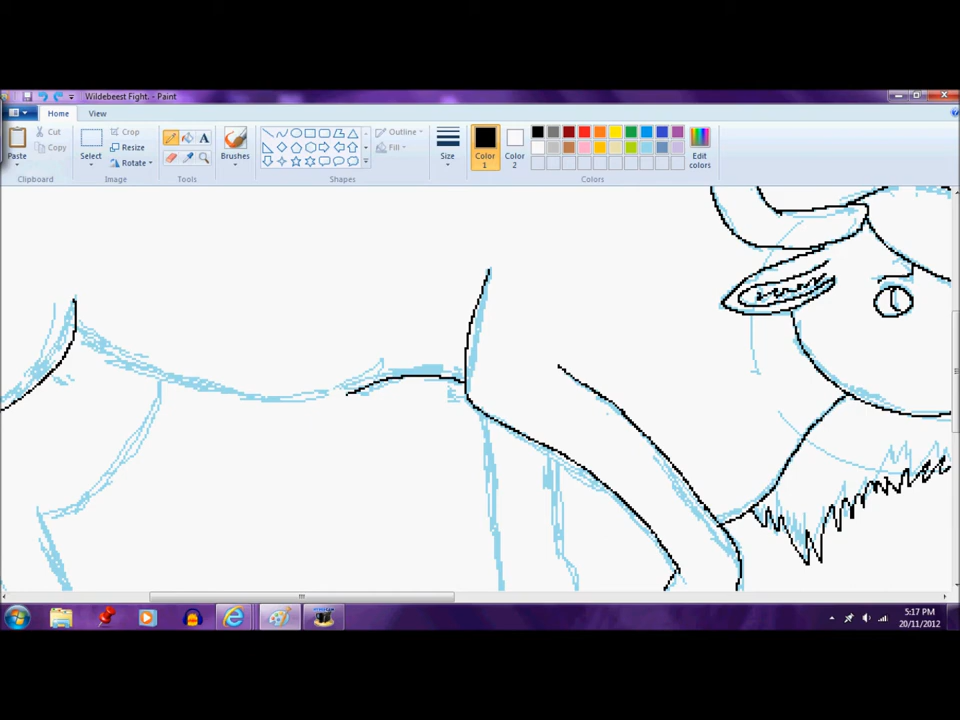 Wildebeest Fight. - Paint
Home View
Paste
Cut
Copy
Clipboard
Select
Crop
Resize
Rotate
Image
A
Tools
Brushes
Shapes
Outline
Fill
Size
Color 1
Color 2
Edit colors
Colors
5:17 PM
20/11/2012